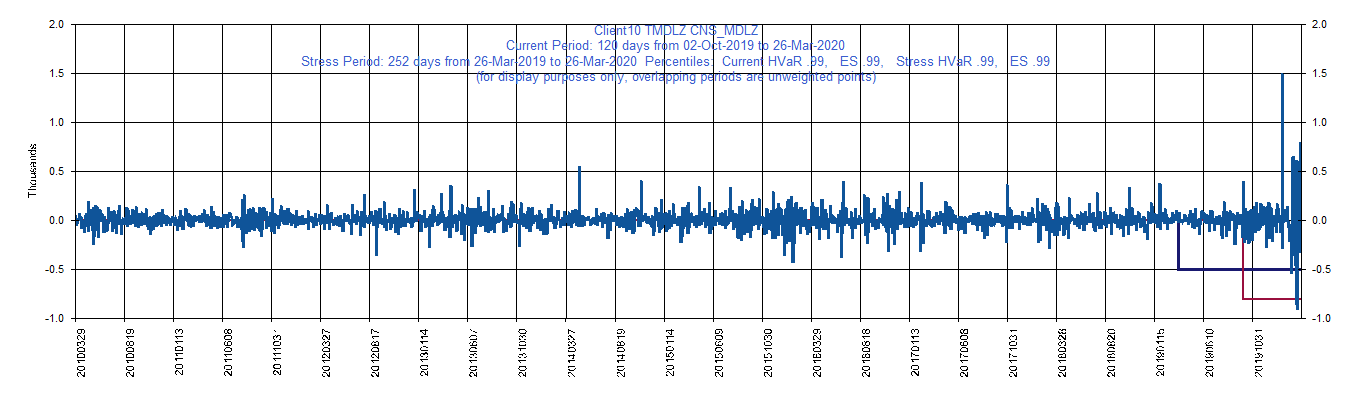 Client10 TMDLZ CNS_MDLZ
Current Period: 120 days from 02-Oct-2019 to 26-Mar-2020
Stress Period: 252 days from 26-Mar-2019 to 26-Mar-2020 Percentiles: Current HVaR .99, ES .99, Stress HVaR .99, ES .99
(for display purposes only, overlapping periods are unweighted points)
2.0 2.0
1.5 1.5
1.0 1.0
0.5 0.5
Thousands
0.0 0.0
-0.5 -0.5
-1.0 -1.0
20100329 20100819 20110113 20110608 20111031 20120327 20120817 20130114 20130607 20131030 20140327 20140819 20150114 20150609 20151030 20160329 20160818 20170113 20170608 20171031 20180328 20180820 20190115 20190610 20191031